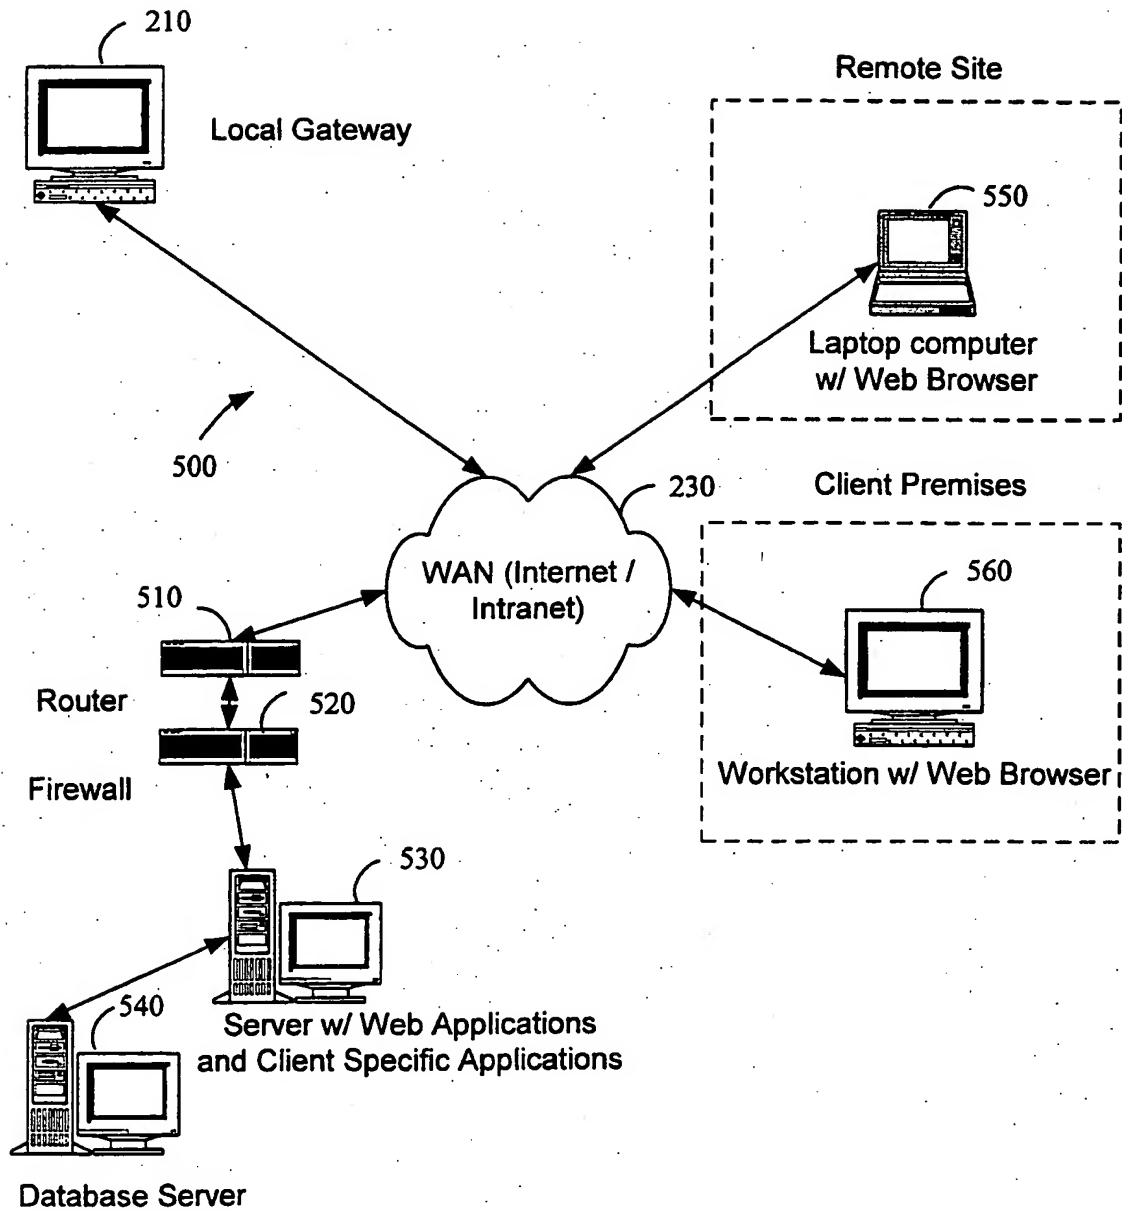 210
Local Gateway
Remote Site
550
Laptop computer
w/ Web Browser
500
230
Client Premises
WAN (Internet /
Intranet)
560
510
Router
520
Firewall
Workstation w/ Web Browser
530
Server w/ Web Applications
and Client Specific Applications
540
Database Server